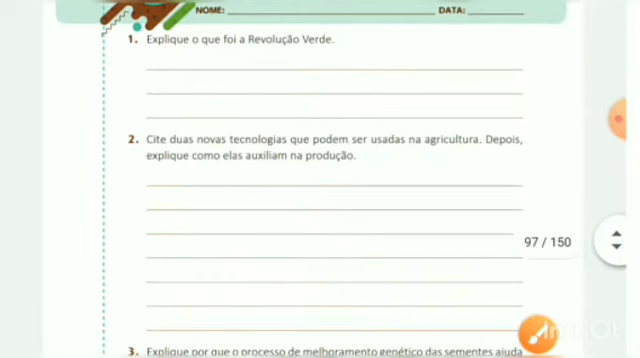 NOME: DATA:
1. Explique o que foi a Revolução Verde.
2. Cite duas novas tecnologias que podem ser usadas na agricultura. Depois,
explique como elas auxiliam na produção.
97 / 150
3. Explique por que o processo de melhoramento genético das sementes ajuda